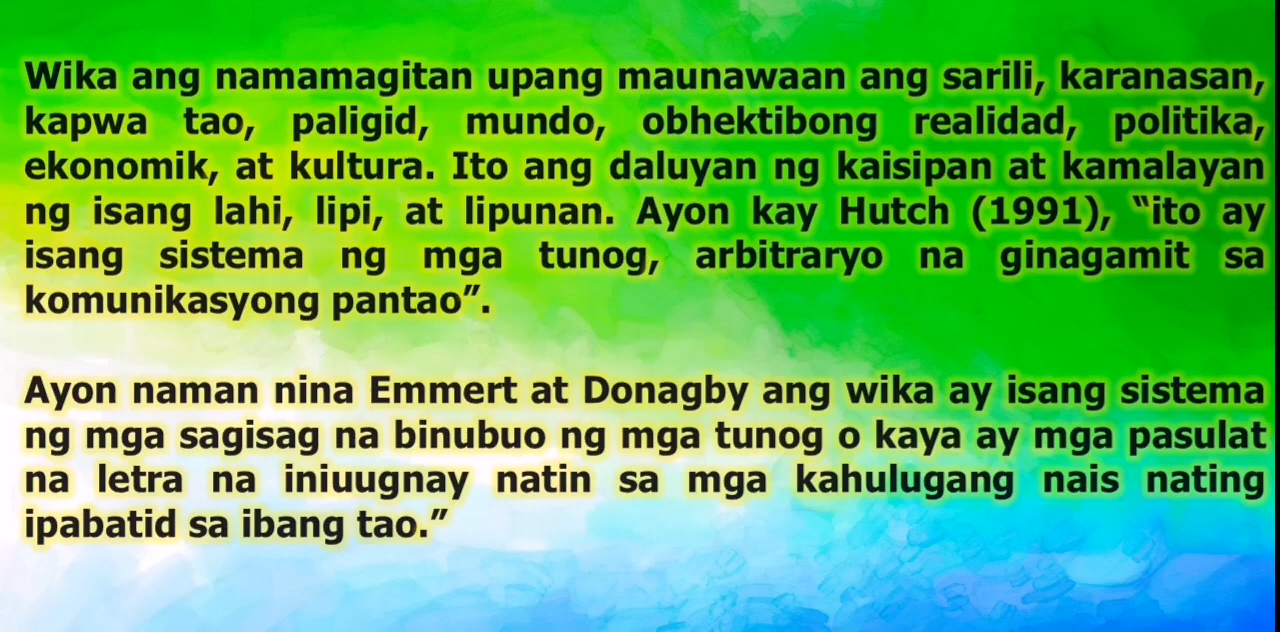 Wika ang namamagitan upang maunawaan ang sarili, karanasan,
kapwa tao, paligid, mundo, obhektibong realidad, politika,
ekonomik, at kultura. Ito ang daluyan ng kaisipan at kamalayan
ng isang lahi, lipi, at lipunan. Ayon kay Hutch (1991), “ito ay
isang sistema ng mga tunog, arbitraryo na ginagamit sa
komunikasyong pantao”.
Ayon naman nina Emmert at Donagby ang wika ay isang sistema
ng mga sagisag na binubuo ng mga tunog o kaya ay mga pasulat
na letra na iniuugnay natin sa mga kahulugang nais nating
ipabatid sa ibang tao.”